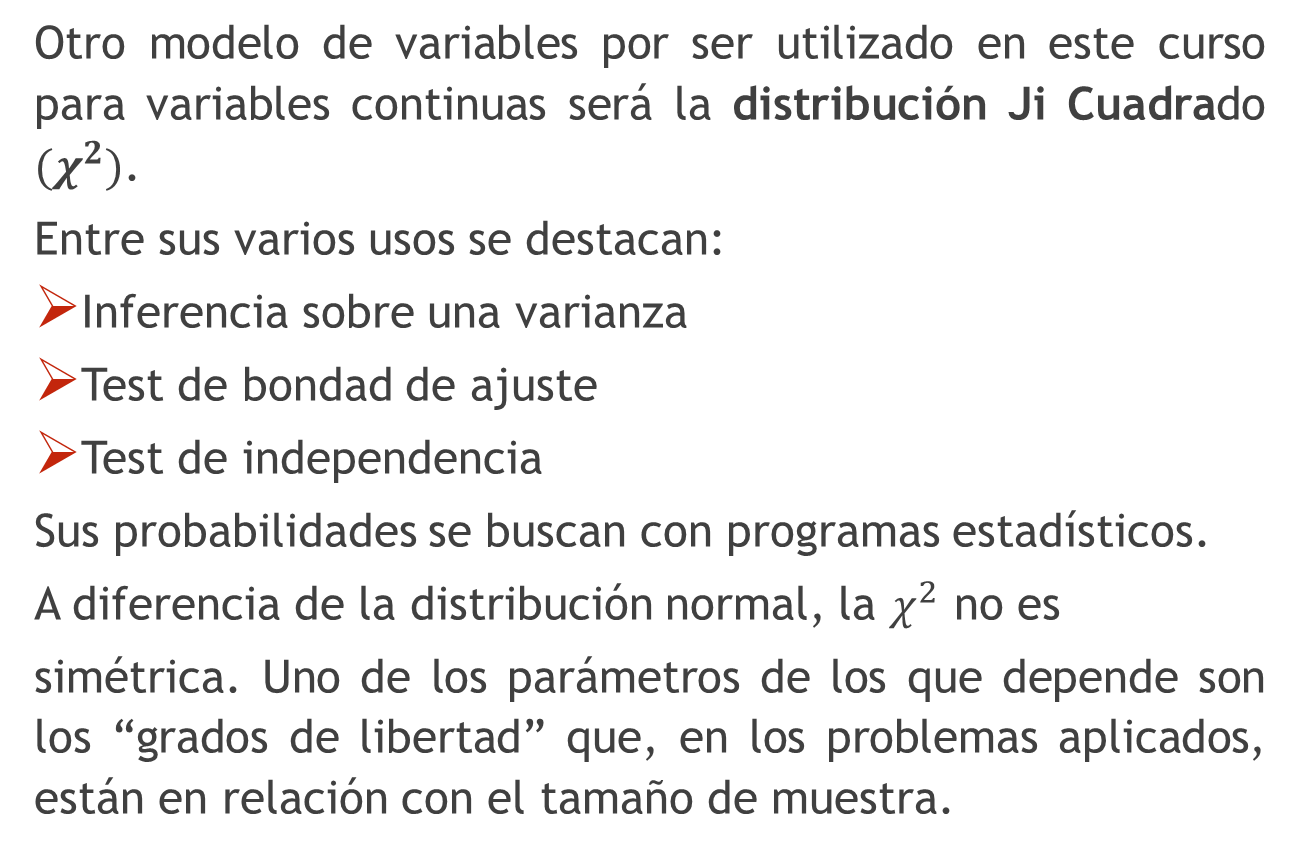 Otro modelo de variables por ser utilizado en este curso
para variables continuas será la distribución Ji Cuadrado
(χ²).
Entre sus varios usos se destacan:
➢Inferencia sobre una varianza
➢Test de bondad de ajuste
➢Test de independencia
Sus probabilidades se buscan con programas estadísticos.
A diferencia de la distribución normal, la χ² no es
simétrica. Uno de los parámetros de los que depende son
los “grados de libertad” que, en los problemas aplicados,
están en relación con el tamaño de muestra.